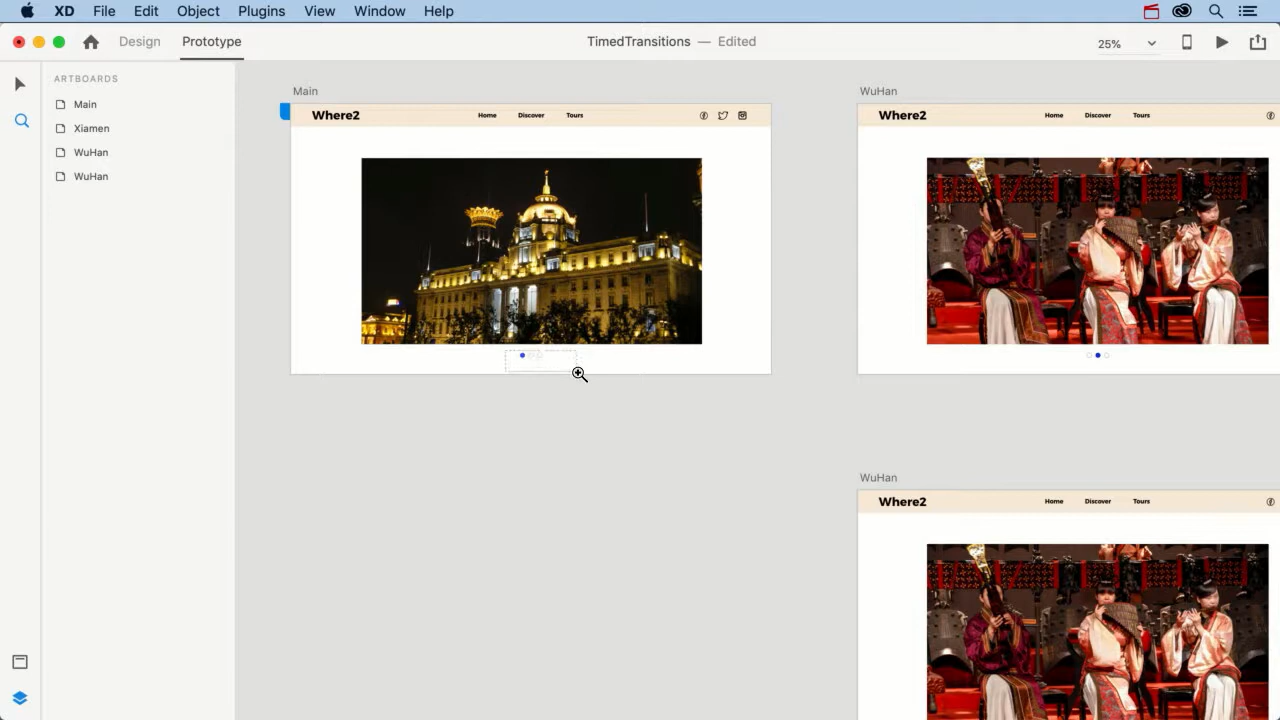 XD File Edit Object Plugins View Window Help
Design Prototype TimedTransitions — Edited 25%
ARTBOARDS
Main
Xiamen
WuHan
WuHan
Main
Where2 Home Discover Tours
WuHan
Where2 Home Discover Tours
WuHan
Where2 Home Discover Tours